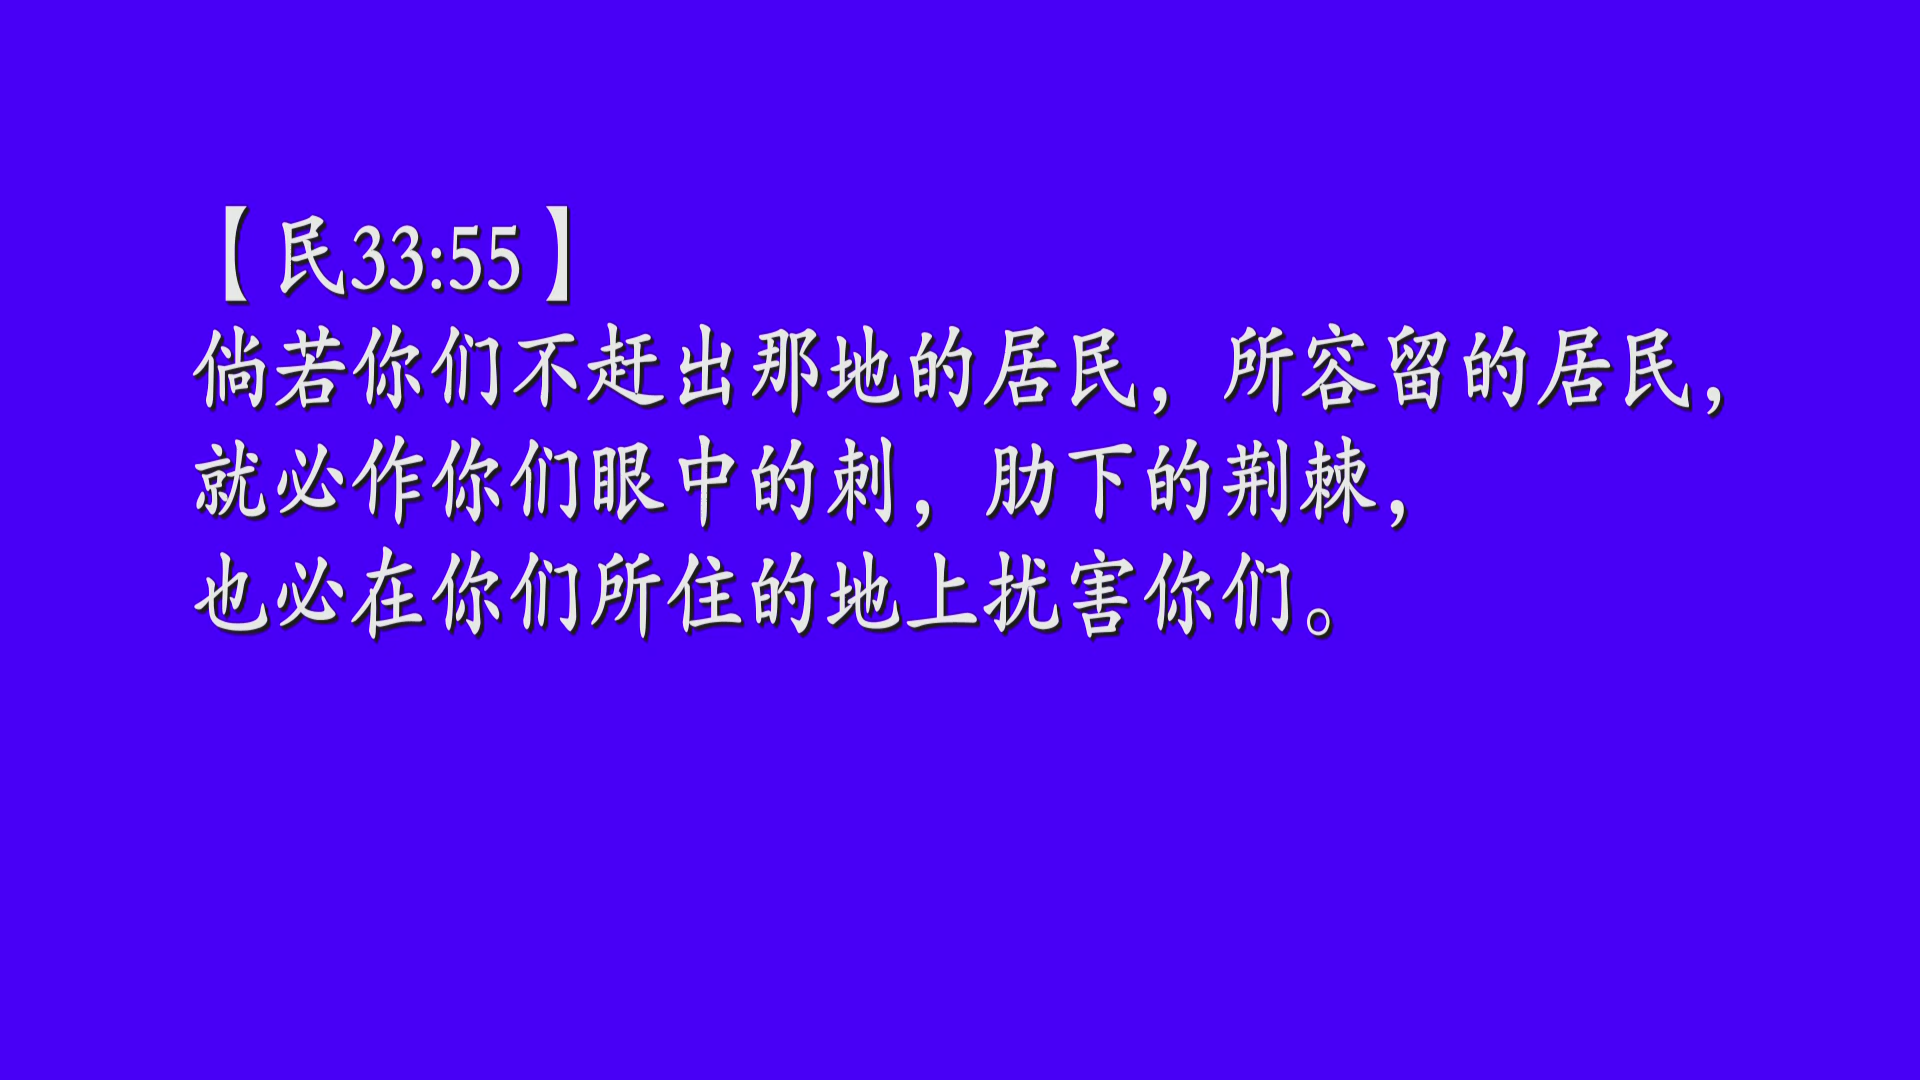 【民33:55】
倘若你们不赶出那地的居民，所容留的居民，
就必作你们眼中的刺，肋下的荆棘，
也必在你们所住的地上扰害你们。